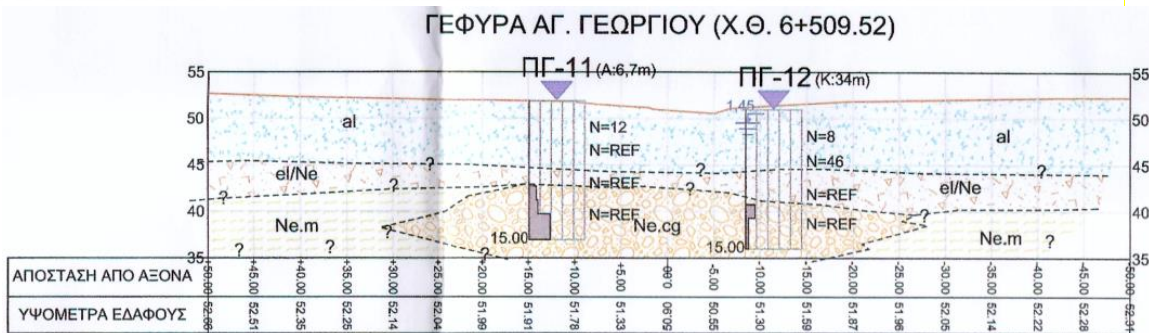 ΓΕΦΥΡΑ ΑΓ. ΓΕΩΡΓΙΟΥ (Χ.Θ. 6+509.52)
ΠΓ-11 (Α:6,7m)
ΠΓ-12 (Κ:34m)
55 55
1.45
50 al N=12 N=8 al 50
N=REF N=46
45 ? ? ? 45
el/Ne N=REF N=REF el/Ne
? ? ?
40 N=REF N=REF ? 40
Ne.m ? Ne.cg Ne.m ?
? ? ? 15.00 15.00
35 35
ΑΠΟΣΤΑΣΗ ΑΠΟ ΑΞΟΝΑ +50.00 +45.00 +40.00 +35.00 +30.00 +25.00 +20.00 +15.00 +10.00 +5.00 -5.00 -10.00 -15.00 -20.00 -25.00 -30.00 -35.00 -40.00 -45.00 -50.00
ΥΨΟΜΕΤΡΑ ΕΔΑΦΟΥΣ 52.66 52.51 52.35 52.25 52.14 52.04 51.99 51.91 51.78 51.33 50.55 51.30 51.87 52.05 52.14 52.22 52.28